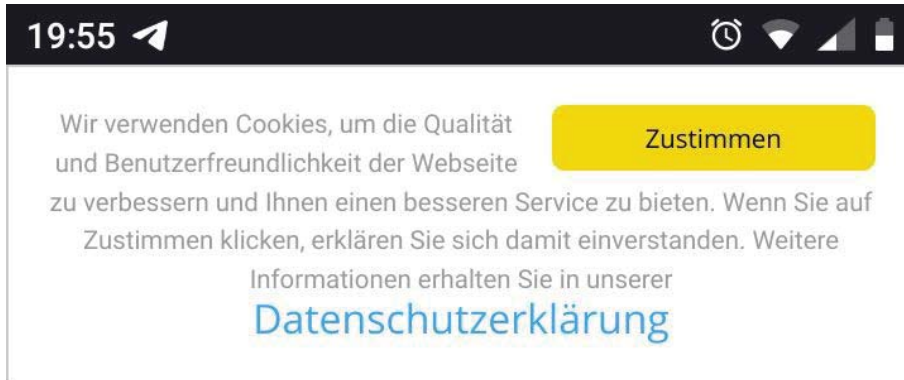 19:55
Wir verwenden Cookies, um die Qualität
Zustimmen
und Benutzerfreundlichkeit der Webseite
zu verbessern und Ihnen einen besseren Service zu bieten. Wenn Sie auf
Zustimmen klicken, erklären Sie sich damit einverstanden. Weitere
Informationen erhalten Sie in unserer
Datenschutzerklärung